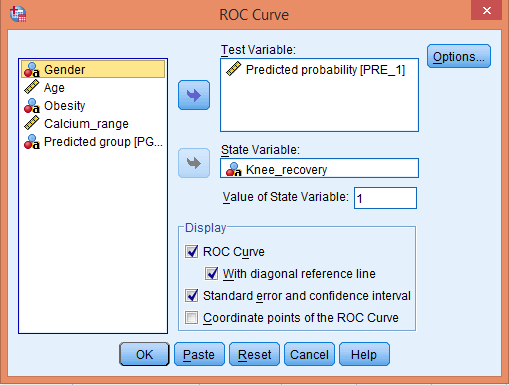 ROC Curve
Gender
Age
Obesity
Calcium_range
Predicted group [PG...
Test Variable:
Predicted probability [PRE_1]
Options...
State Variable:
Knee_recovery
Value of State Variable: 1
Display
ROC Curve
With diagonal reference line
Standard error and confidence interval
Coordinate points of the ROC Curve
OK Paste Reset Cancel Help